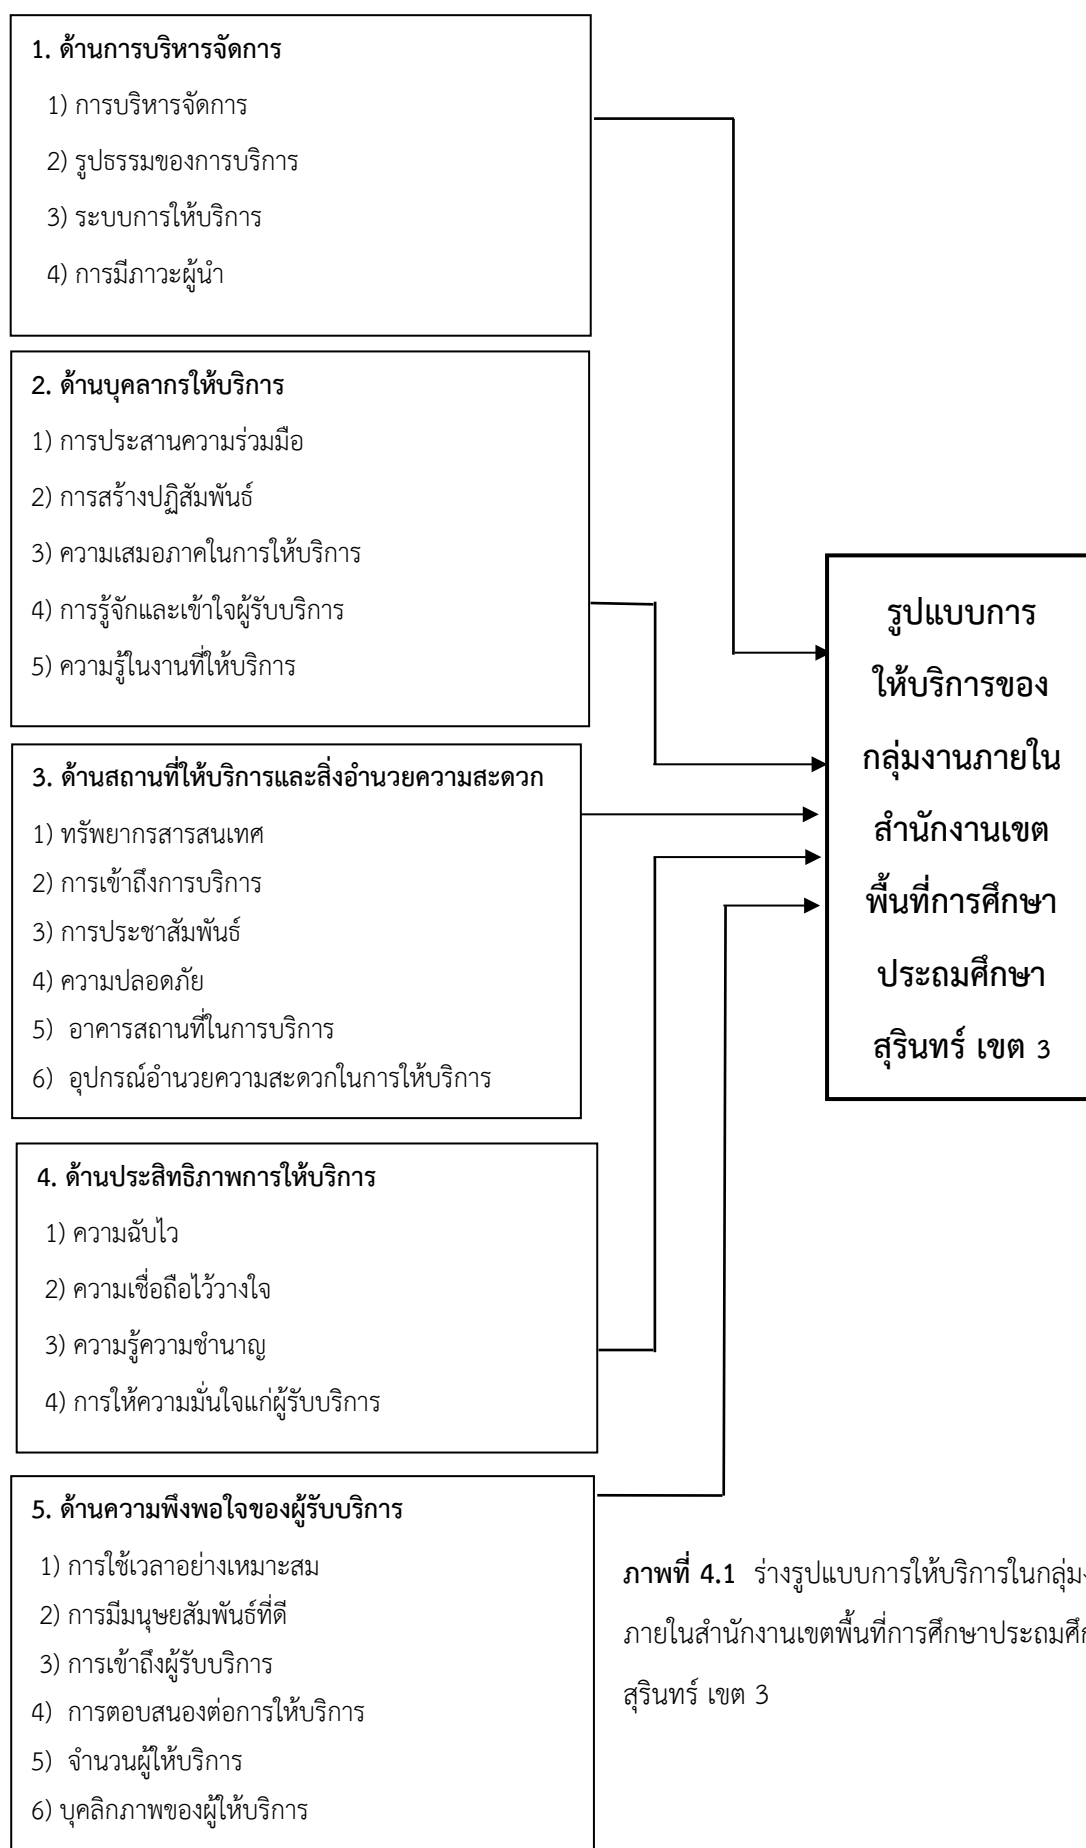 1. ด้านการบริหารจัดการ
1) การบริหารจัดการ
2) รูปธรรมของการบริการ
3) ระบบการให้บริการ
4) การมีภาวะผู้นำ
2. ด้านบุคลากรให้บริการ
1) การประสานความร่วมมือ
2) การสร้างปฏิสัมพันธ์
3) ความเสมอภาคในการให้บริการ
4) การรู้จักและเข้าใจผู้รับบริการ
5) ความรู้ในงานที่ให้บริการ
3. ด้านสถานที่ให้บริการและสิ่งอำนวยความสะดวก
1) ทรัพยากรสารสนเทศ
2) การเข้าถึงการบริการ
3) การประชาสัมพันธ์
4) ความปลอดภัย
5) อาคารสถานที่ในการบริการ
6) อุปกรณ์อำนวยความสะดวกในการให้บริการ
4. ด้านประสิทธิภาพการให้บริการ
1) ความฉับไว
2) ความเชื่อถือไว้วางใจ
3) ความรู้ความชำนาญ
4) การให้ความมั่นใจแก่ผู้รับบริการ
5. ด้านความพึงพอใจของผู้รับบริการ
1) การใช้เวลาอย่างเหมาะสม
2) การมีมนุษยสัมพันธ์ที่ดี
3) การเข้าถึงผู้รับบริการ
4) การตอบสนองต่อการให้บริการ
5) จำนวนผู้ให้บริการ
6) บุคลิกภาพของผู้ให้บริการ
รูปแบบการ
ให้บริการของ
กลุ่มงานภายใน
สำนักงานเขต
พื้นที่การศึกษา
ประถมศึกษา
สุรินทร์ เขต 3
ภาพที่ 4.1 ร่างรูปแบบการให้บริการในกลุ่ม
ภายในสำนักงานเขตพื้นที่การศึกษาประถมศึ
สุรินทร์ เขต 3